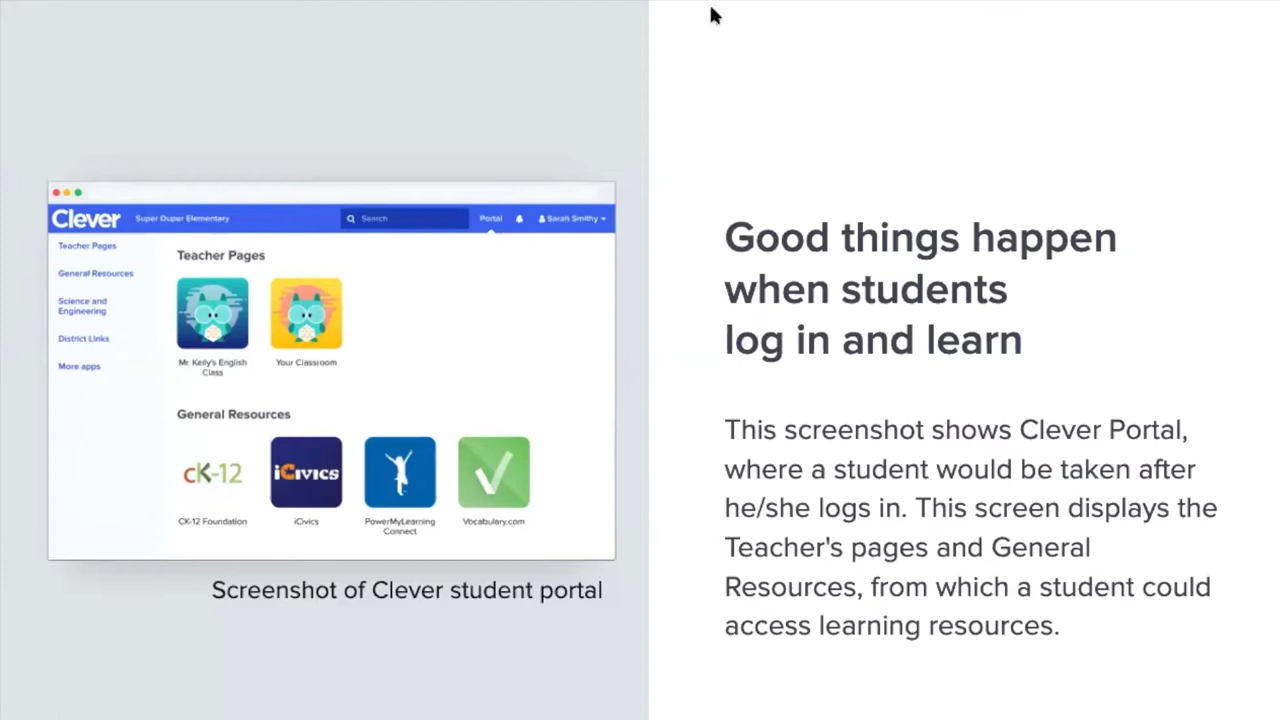 Clever
Super Duper Elementary
Search
Portal
Sarah Smithy
Teacher Pages
General Resources
Science and
Engineering
District Links
More apps
Teacher Pages
Mr. Kelly's English
Class
Your Classroom
General Resources
cK-12
iCivics
CK-12 Foundation
iCivics
PowerMyLearning
Connect
Vocabulary.com
Screenshot of Clever student portal
Good things happen
when students
log in and learn
This screenshot shows Clever Portal,
where a student would be taken after
he/she logs in. This screen displays the
Teacher's pages and General
Resources, from which a student could
access learning resources.